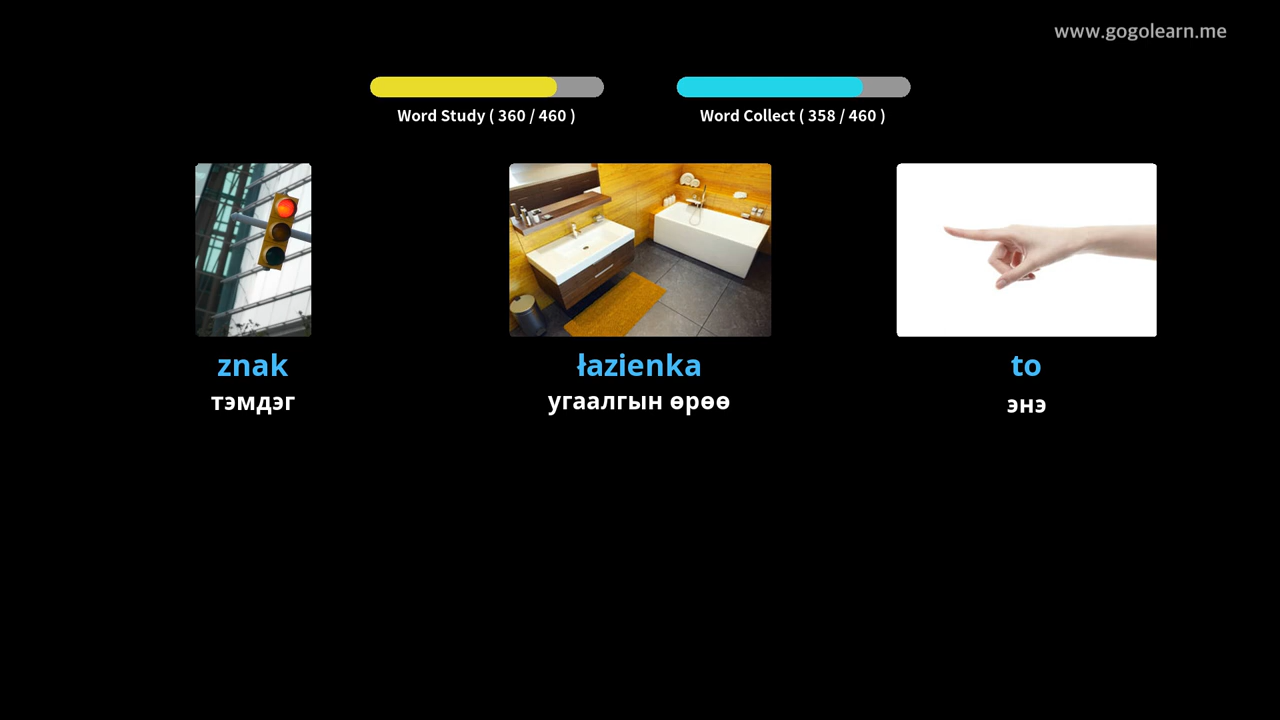 www.gogolearn.me
Word Study ( 360 / 460 )
Word Collect ( 358 / 460 )
znak
тэмдэг
łazienka
угаалгын өрөө
to
энэ